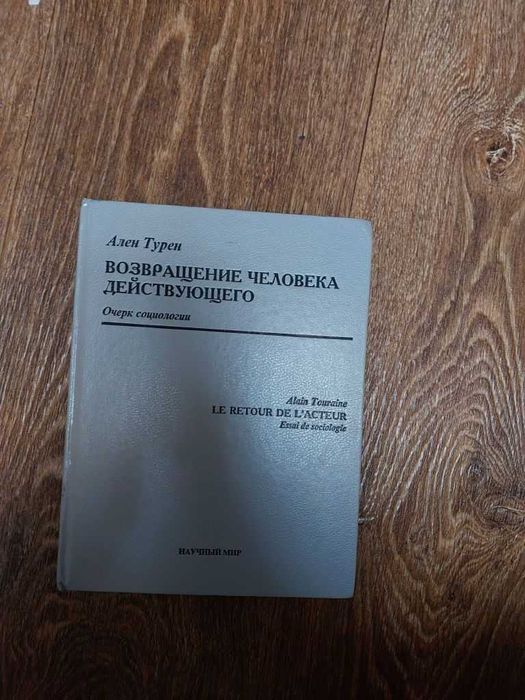 Ален Турен
ВОЗВРАЩЕНИЕ ЧЕЛОВЕКА
ДЕЙСТВУЮЩЕГО
Очерк социологии
Alain Touraine
LE RETOUR DE L'ACTEUR
Essai de sociologie
НАУЧНЫЙ МИР